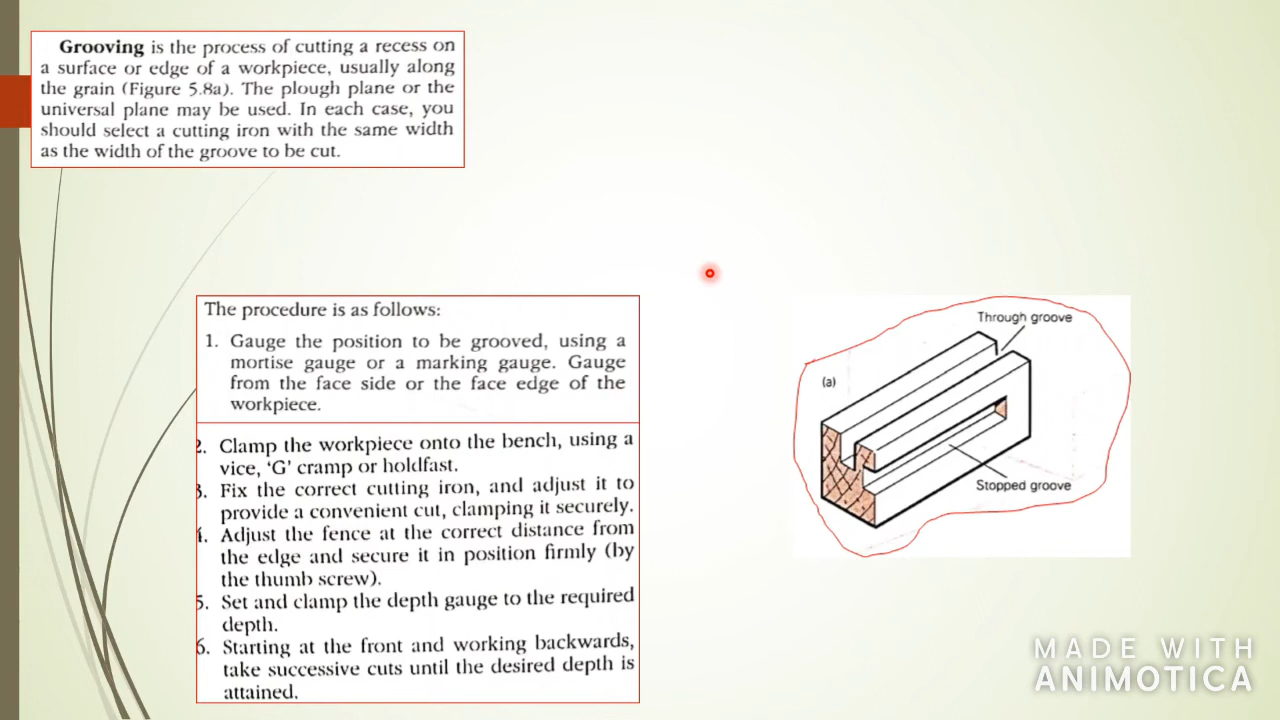 Grooving is the process of cutting a recess on
a surface or edge of a workpiece, usually along
the grain (Figure 5.8a). The plough plane or the
universal plane may be used. In each case, you
should select a cutting iron with the same width
as the width of the groove to be cut.
The procedure is as follows:
1. Gauge the position to be grooved, using a
mortise gauge or a marking gauge. Gauge
from the face side or the face edge of the
workpiece.
2. Clamp the workpiece onto the bench, using a
vice, ‘G’ cramp or holdfast.
3. Fix the correct cutting iron, and adjust it to
provide a convenient cut, clamping it securely.
4. Adjust the fence at the correct distance from
the edge and secure it in position firmly (by
the thumb screw).
5. Set and clamp the depth gauge to the required
depth.
6. Starting at the front and working backwards,
take successive cuts until the desired depth is
attained.
Through groove
(a)
Stopped groove
MADE WITH
ANIMOTICA